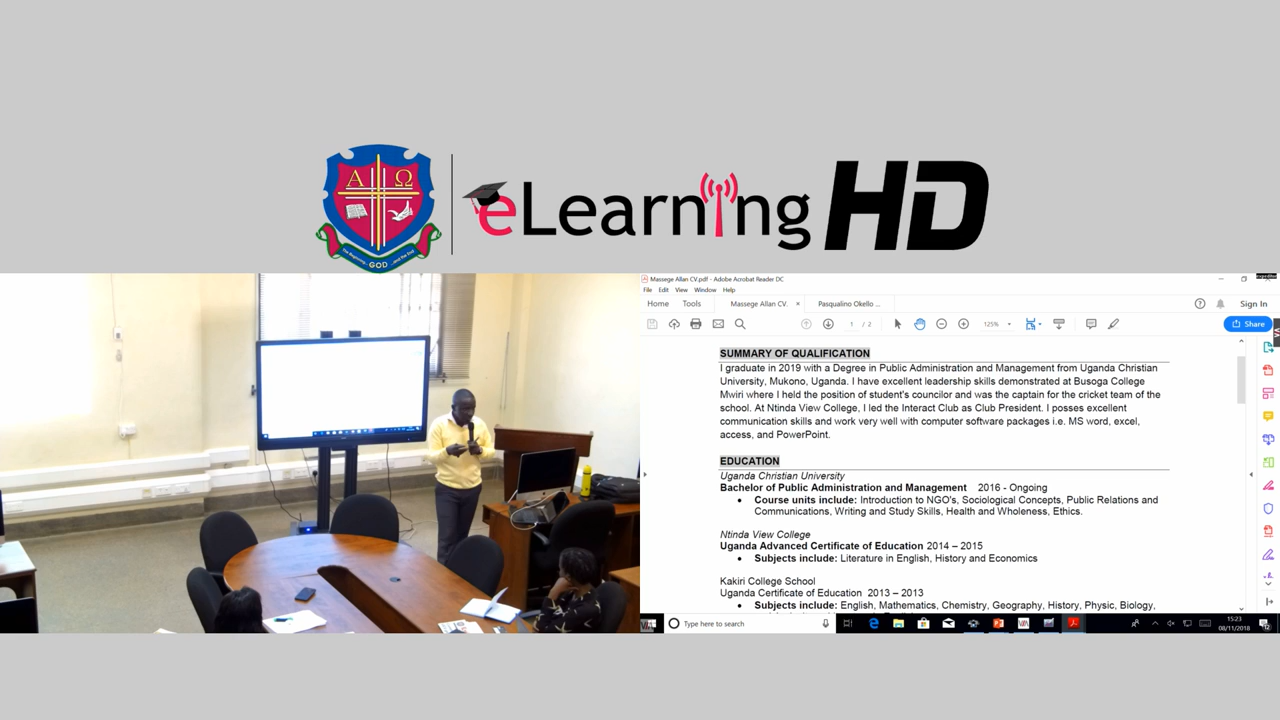 A Ω
The Beginning... GOD ...and the End
eLearning HD
Massege Allan CV.pdf - Adobe Acrobat Reader DC
File Edit View Window Help
Home Tools Massege Allan CV. × Pasqualino Okello ... Sign In
1 / 2 125% Share
SUMMARY OF QUALIFICATION
I graduate in 2019 with a Degree in Public Administration and Management from Uganda Christian
University, Mukono, Uganda. I have excellent leadership skills demonstrated at Busoga College
Mwiri where I held the position of student's councilor and was the captain for the cricket team of the
school. At Ntinda View College, I led the Interact Club as Club President. I posses excellent
communication skills and work very well with computer software packages i.e. MS word, excel,
access, and PowerPoint.
EDUCATION
Uganda Christian University
Bachelor of Public Administration and Management 2016 - Ongoing
• Course units include: Introduction to NGO's, Sociological Concepts, Public Relations and
Communications, Writing and Study Skills, Health and Wholeness, Ethics.
Ntinda View College
Uganda Advanced Certificate of Education 2014 – 2015
• Subjects include: Literature in English, History and Economics
Kakiri College School
Uganda Certificate of Education 2013 – 2013
• Subjects include: English, Mathematics, Chemistry, Geography, History, Physic, Biology,
Type here to search
15:23
08/11/2018